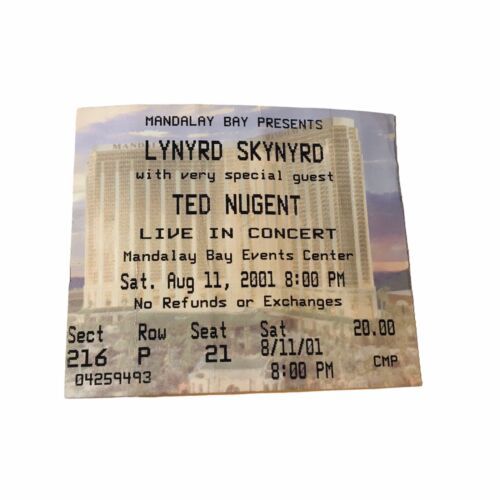 MANDALAY BAY PRESENTS
LYNYRD SKYNYRD
with very special guest
TED NUGENT
LIVE IN CONCERT
Mandalay Bay Events Center
Sat. Aug 11, 2001 8:00 PM
No Refunds or Exchanges
Sect Row Seat Sat 20.00
216 P 21 8/11/01
8:00 PM CMP
04259493